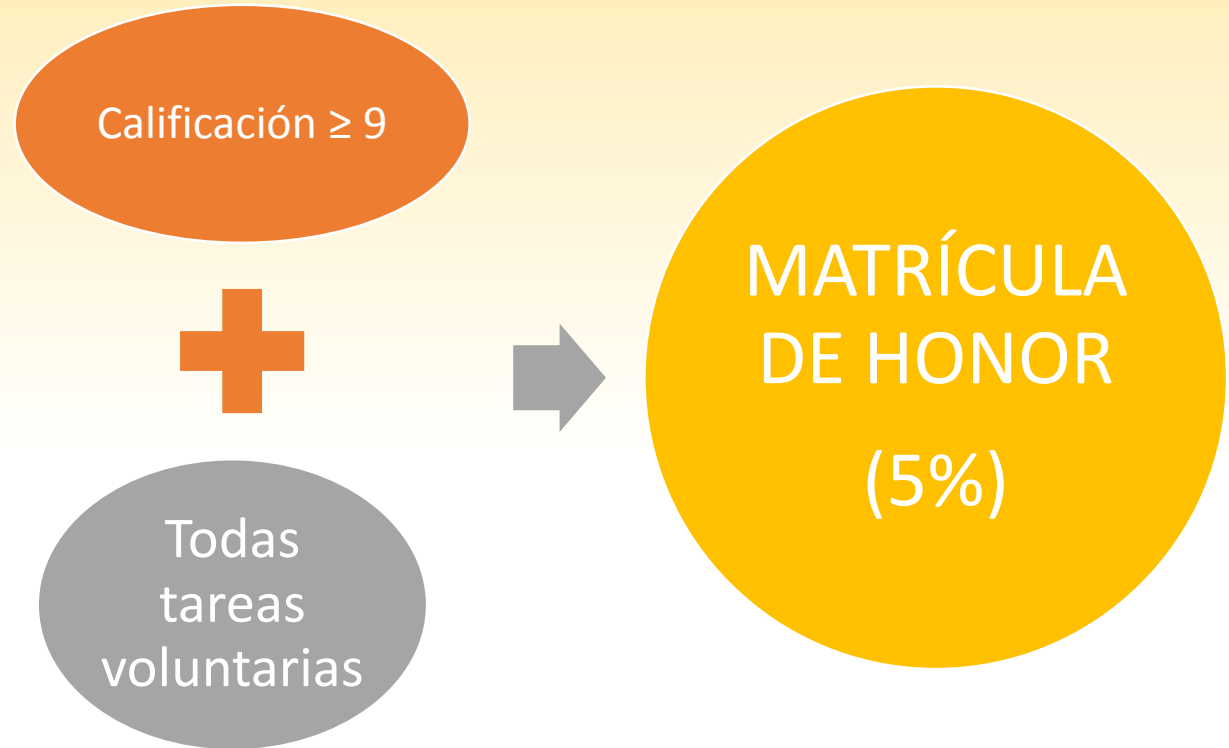 Calificación ≥ 9
Todas
tareas
voluntarias
MATRÍCULA
DE HONOR
(5%)